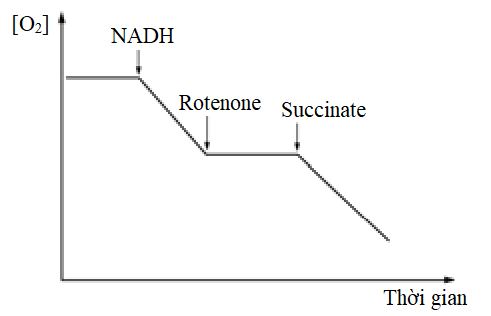 [O₂]
NADH
Rotenone
Succinate
Thời gian